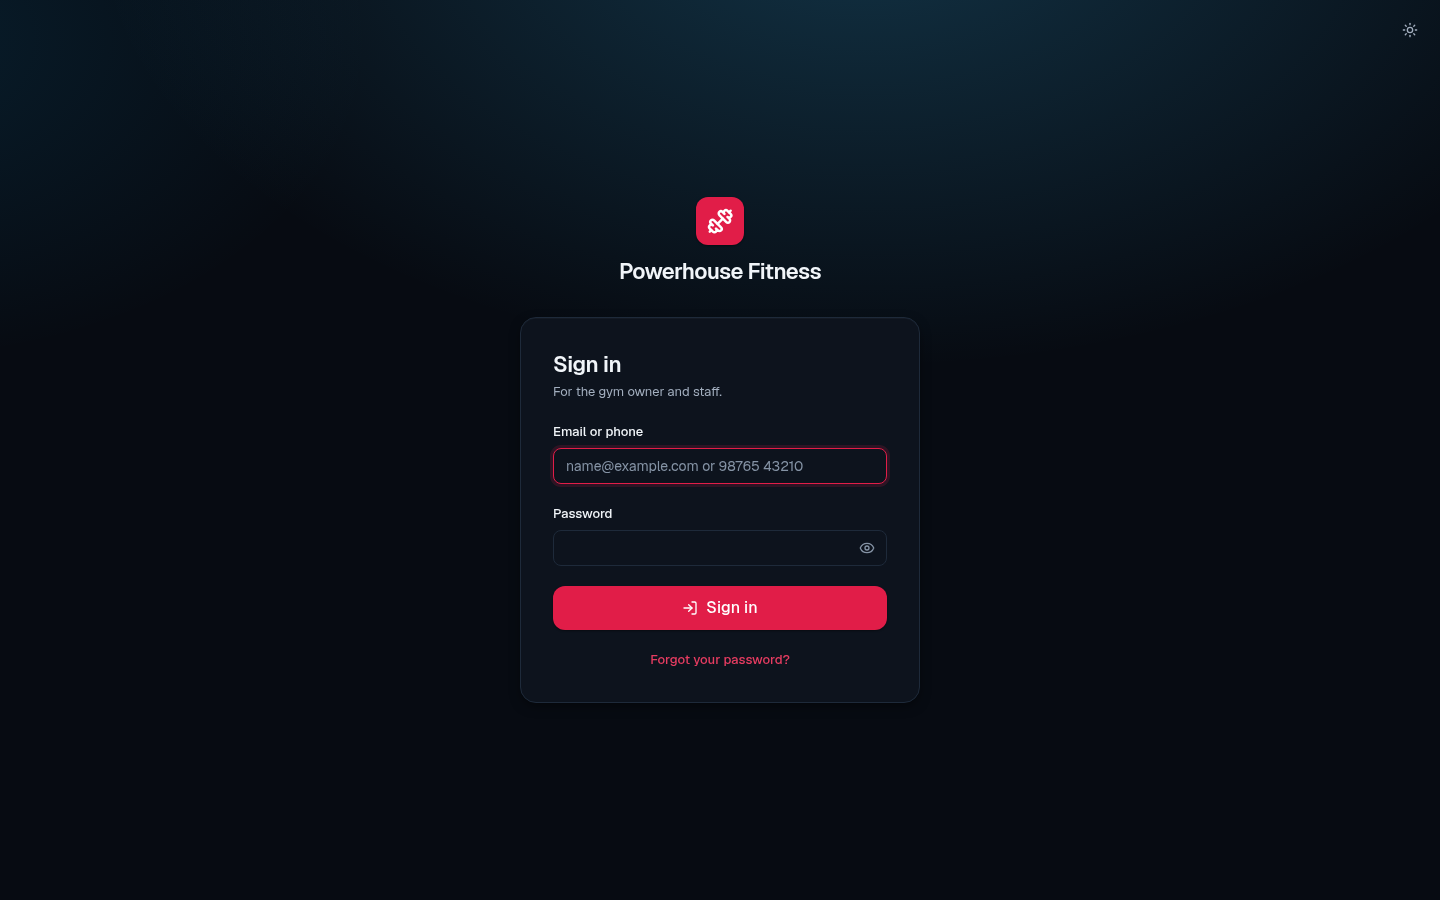 Powerhouse Fitness
Sign in
For the gym owner and staff.
Email or phone
name@example.com or 98765 43210
Password
Sign in
Forgot your password?